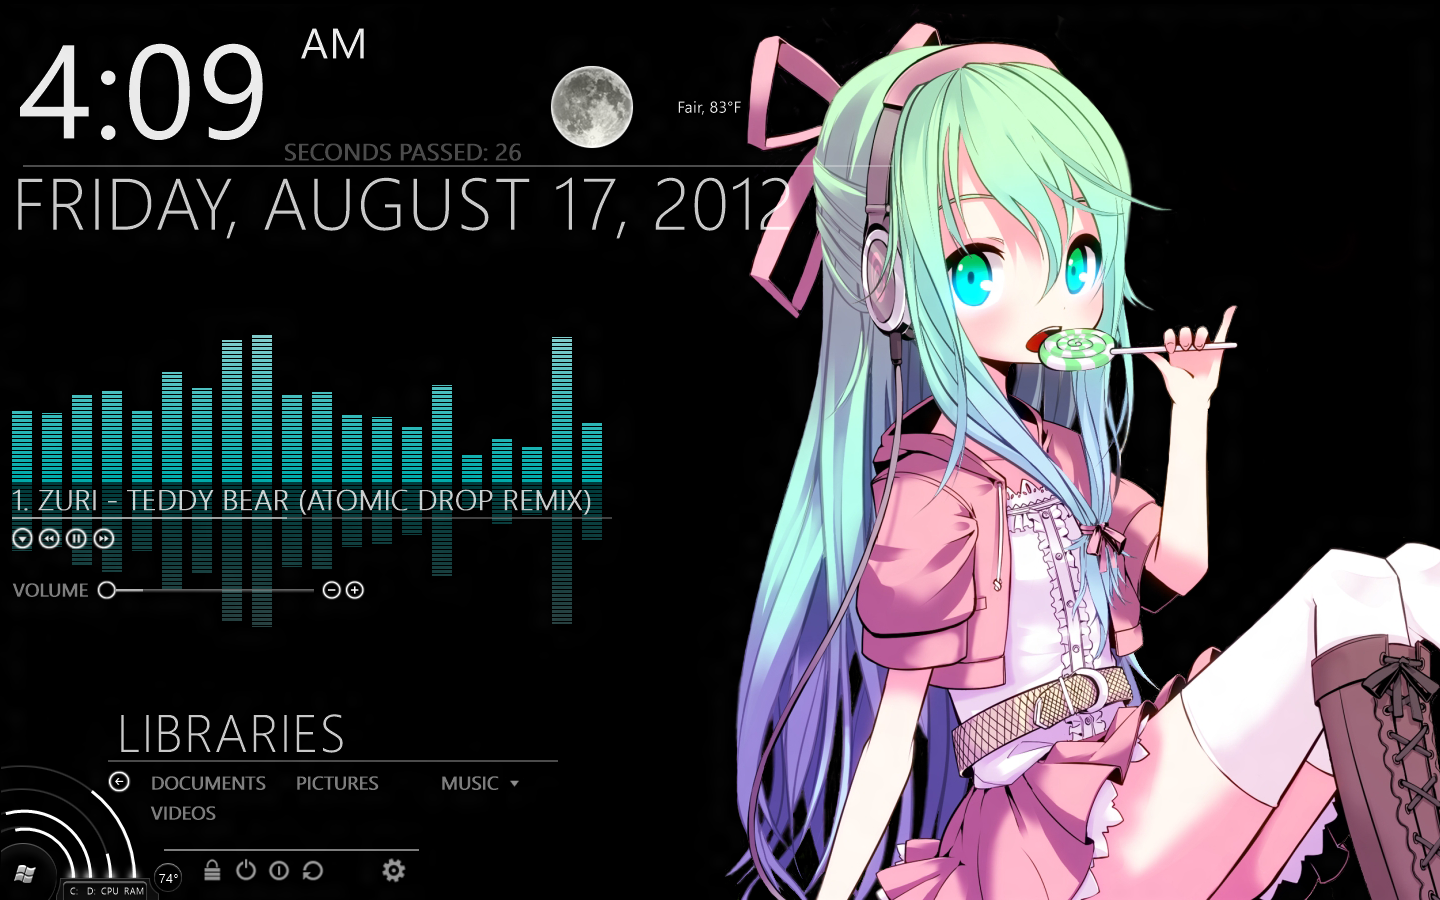 4:09 AM
Fair, 83°F
SECONDS PASSED: 26
FRIDAY, AUGUST 17, 2012
1. ZURI - TEDDY BEAR (ATOMIC DROP REMIX)
VOLUME
LIBRARIES
DOCUMENTS PICTURES MUSIC
VIDEOS
74°
C: D: CPU RAM